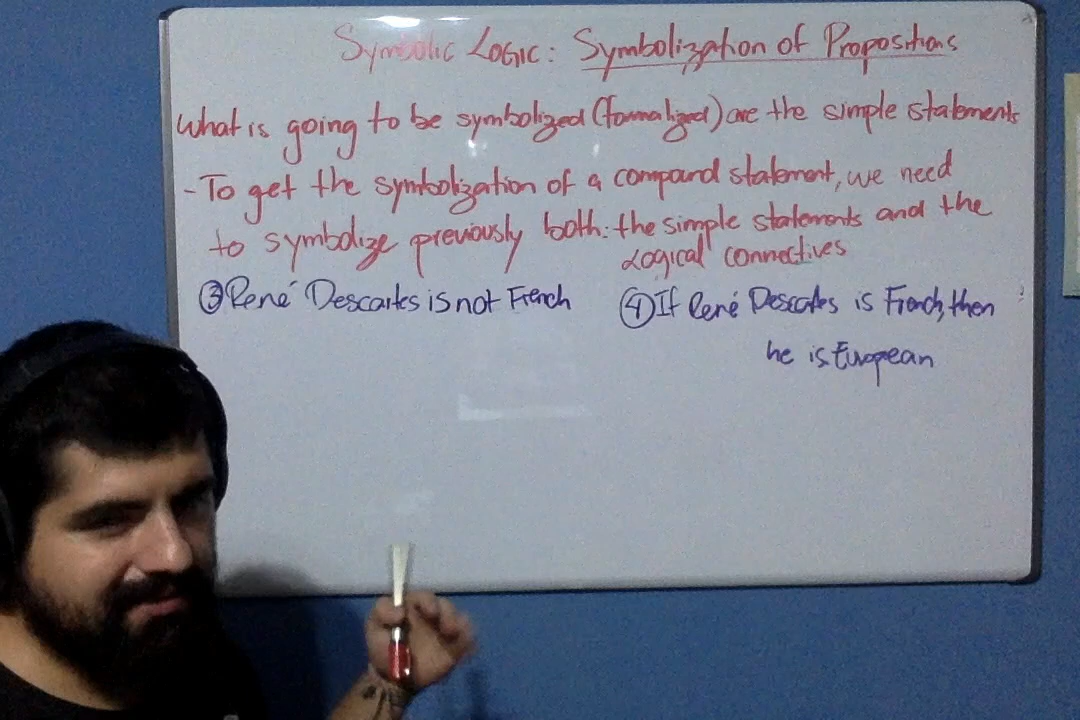 Symbolic Logic: Symbolization of Propositions
What is going to be symbolized (formalized) are the simple statements
- To get the symbolization of a compound statement, we need
to symbolize previously both: the simple statements and the
Logical connectives
③ René Descartes is not French
④ If René Descartes is French, then
he is European